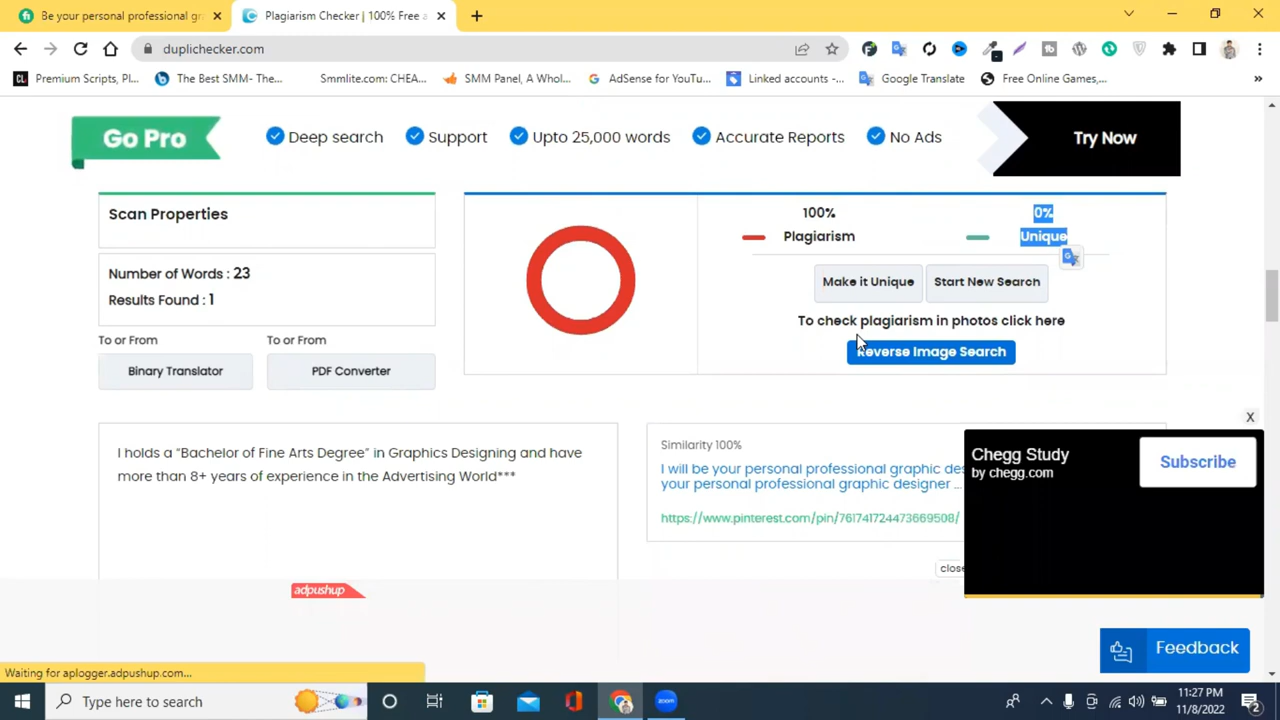 Be your personal professional gr
Plagiarism Checker | 100% Free a
duplichecker.com
Premium Scripts, Pl...
The Best SMM- The...
Smmlite.com: CHEA...
SMM Panel, A Whol...
AdSense for YouTu...
Linked accounts -...
Google Translate
Free Online Games,...
Go Pro
Deep search
Support
Upto 25,000 words
Accurate Reports
No Ads
Try Now
Scan Properties
100%
Plagiarism
0%
Unique
Number of Words : 23
Results Found : 1
Make it Unique
Start New Search
To check plagiarism in photos click here
Reverse Image Search
To or From
To or From
Binary Translator
PDF Converter
I holds a “Bachelor of Fine Arts Degree” in Graphics Designing and have
more than 8+ years of experience in the Advertising World***
Similarity 100%
I will be your personal professional graphic de
your personal professional graphic designer ...
https://www.pinterest.com/pin/761741724473669508/
close
X
Chegg Study
by chegg.com
Subscribe
adpushup
Feedback
Waiting for aplogger.adpushup.com...
Type here to search
zoom
11:27 PM
11/8/2022
2